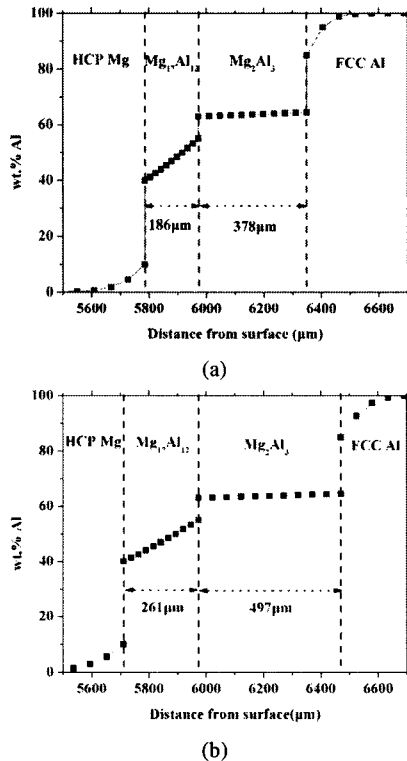 100
80
60
40
20
0
wt.% Al
HCP Mg
Mg₁₇Al₁₂
Mg₂Al₃
FCC Al
186μm
378μm
5600 5800 6000 6200 6400 6600
Distance from surface (μm)
(a)
100
80
60
40
20
0
wt.% Al
HCP Mg
Mg₁₇Al₁₂
Mg₂Al₃
FCC Al
261μm
497μm
5600 5800 6000 6200 6400 6600
Distance from surface(μm)
(b)